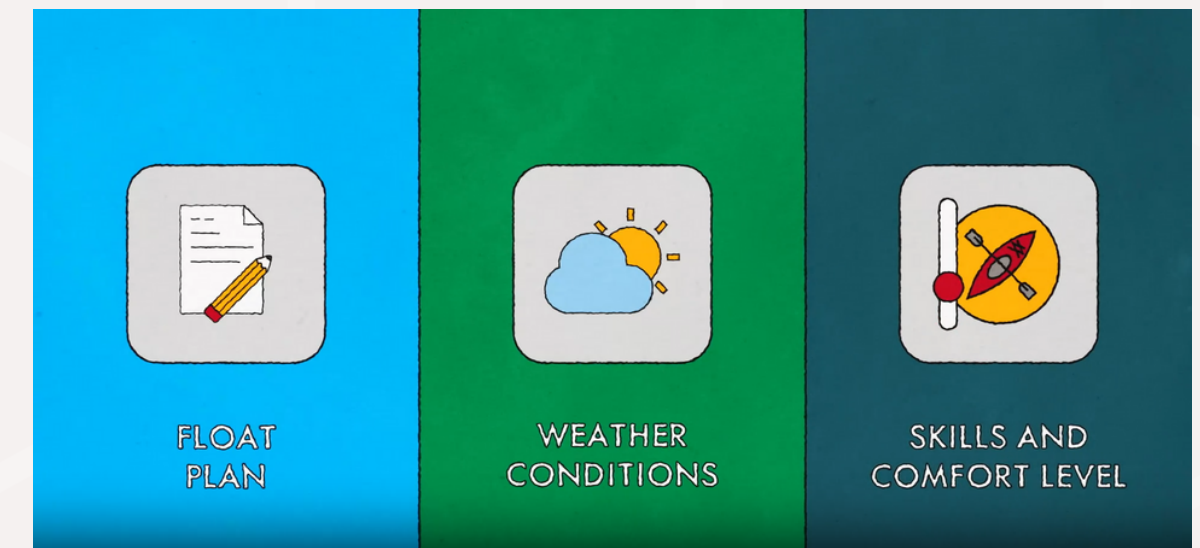 FLOAT
PLAN
WEATHER
CONDITIONS
SKILLS AND
COMFORT LEVEL